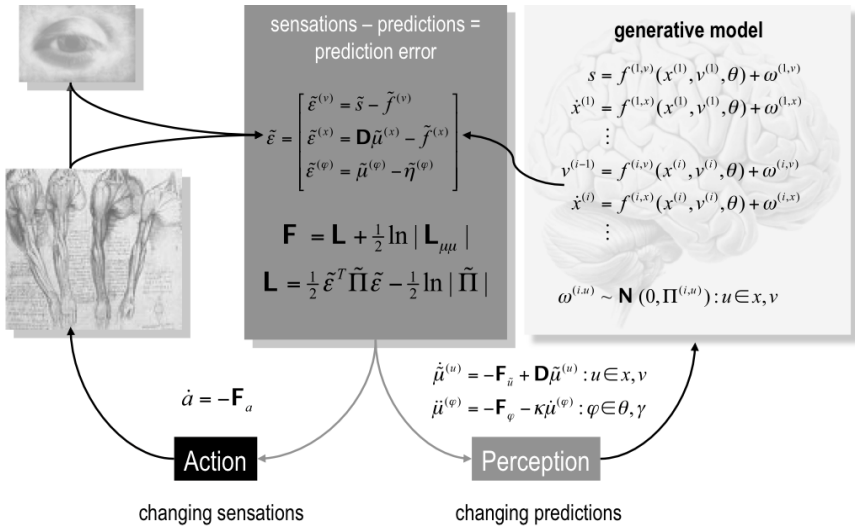 sensations – predictions =
prediction error
ε̃ = [ ε̃^(v) = s̃ − f̃^(v)
ε̃^(x) = Dμ̃^(x) − f̃^(x)
ε̃^(φ) = μ̃^(φ) − η̃^(φ) ]
F = L + ½ ln | L_μμ |
L = ½ ε̃^T Π̃ ε̃ − ½ ln | Π̃ |
generative model
s = f^(1,v)(x^(1), v^(1), θ) + ω^(1,v)
ẋ^(1) = f^(1,x)(x^(1), v^(1), θ) + ω^(1,x)
⋮
v^(i−1) = f^(i,v)(x^(i), v^(i), θ) + ω^(i,v)
ẋ^(i) = f^(i,x)(x^(i), v^(i), θ) + ω^(i,x)
⋮
ω^(i,u) ~ N (0, Π^(i,u)) : u ∈ x, v
ȧ = −F_a
μ̃̇^(u) = −F_ũ + Dμ̃^(u) : u ∈ x, v
μ̈^(φ) = −F_φ − κμ̇^(φ) : φ ∈ θ, γ
Action
Perception
changing sensations
changing predictions